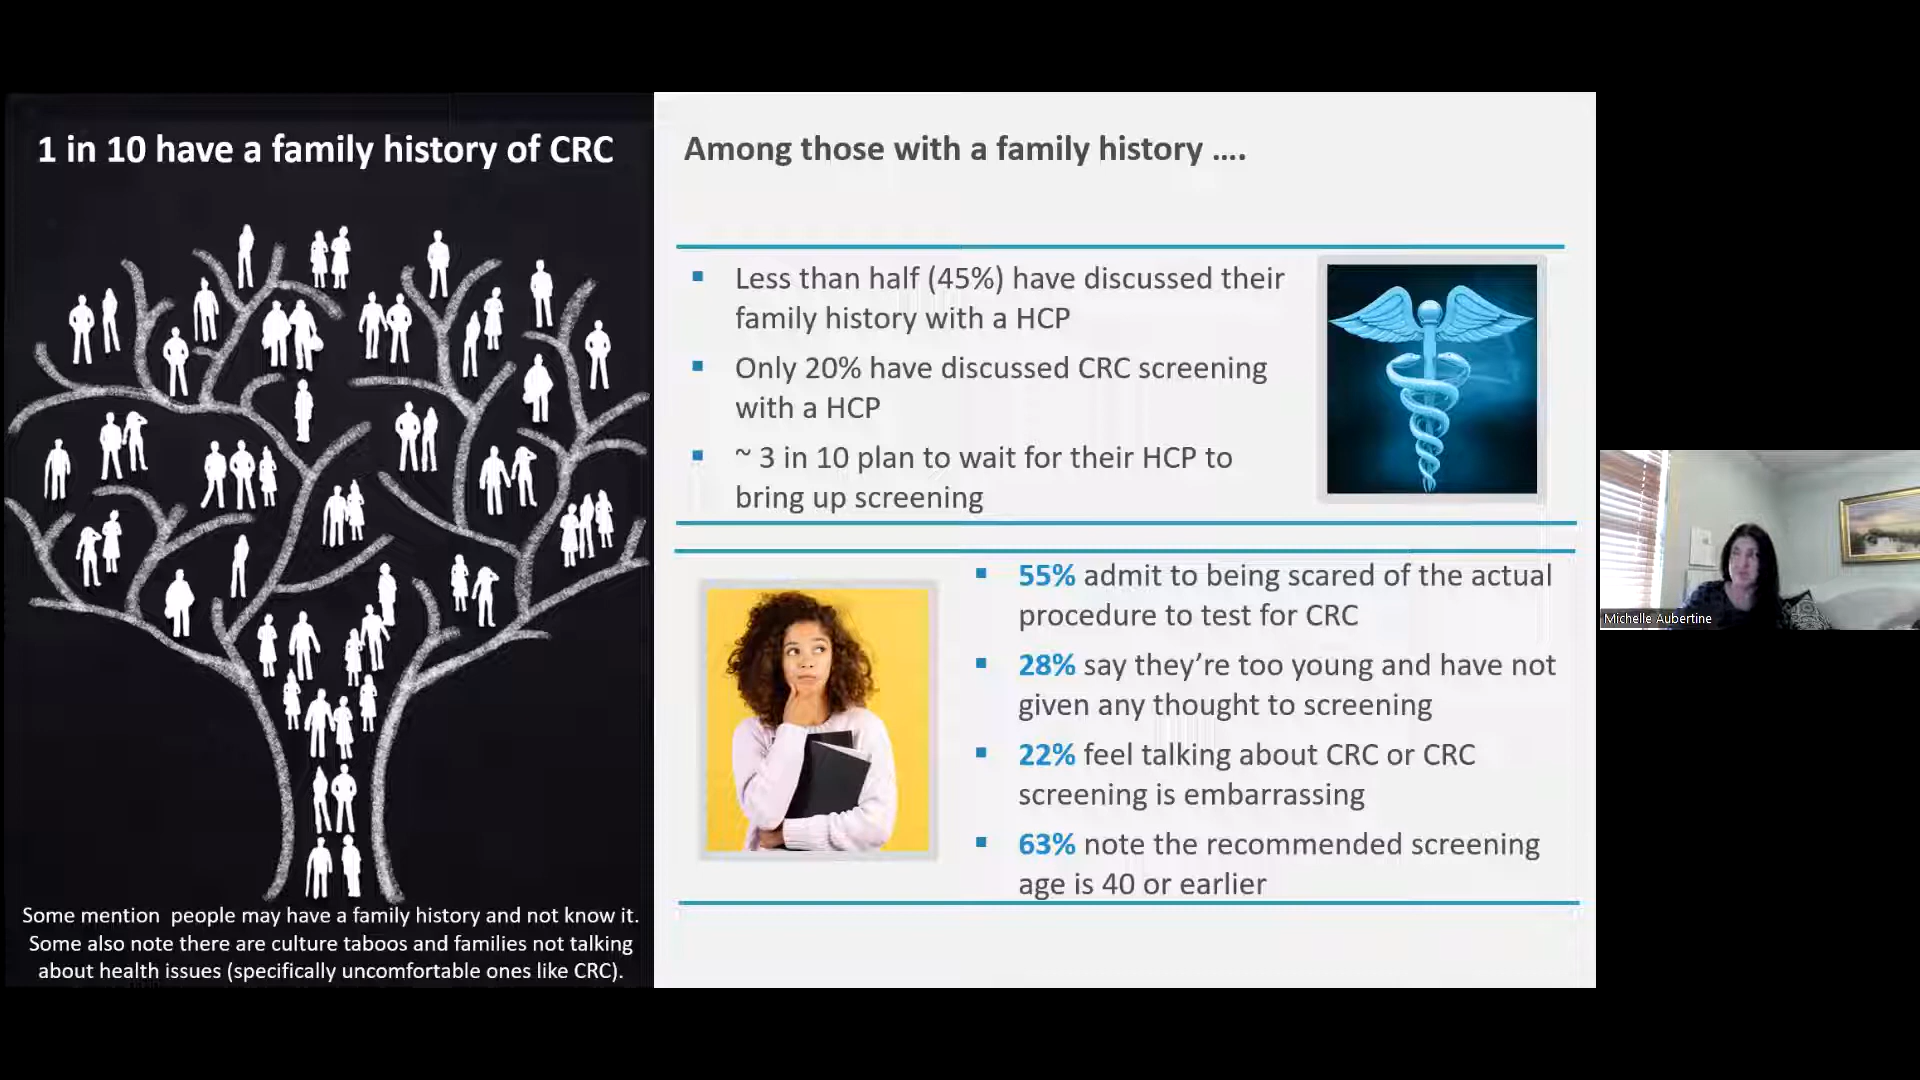 1 in 10 have a family history of CRC
Some mention  people may have a family history and not know it.
Some also note there are culture taboos and families not talking
about health issues (specifically uncomfortable ones like CRC).
Among those with a family history ....
▪ Less than half (45%) have discussed their
family history with a HCP
▪ Only 20% have discussed CRC screening
with a HCP
▪ ~ 3 in 10 plan to wait for their HCP to
bring up screening
▪ 55% admit to being scared of the actual
procedure to test for CRC
▪ 28% say they’re too young and have not
given any thought to screening
▪ 22% feel talking about CRC or CRC
screening is embarrassing
▪ 63% note the recommended screening
age is 40 or earlier
Michelle Aubertine